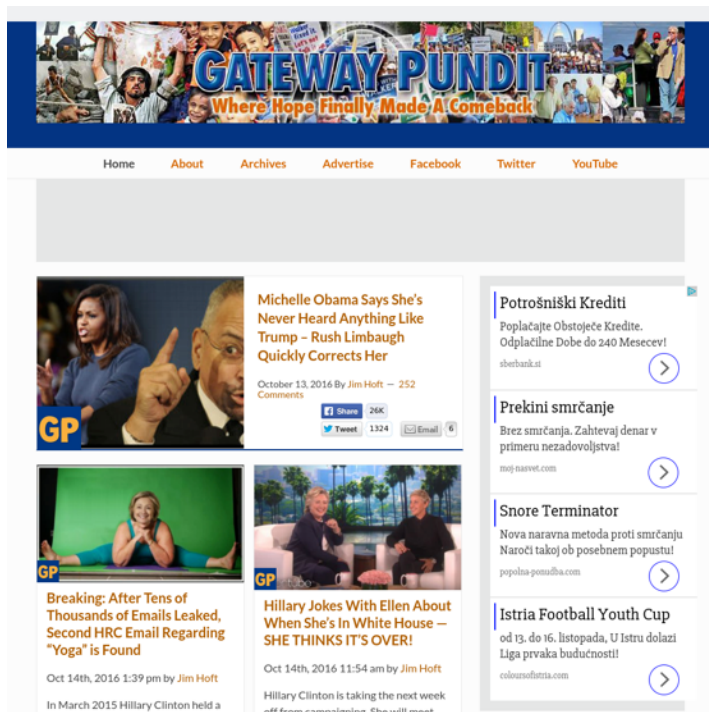 GATEWAY PUNDIT
Where Hope Finally Made A Comeback
Home About Archives Advertise Facebook Twitter YouTube
Michelle Obama Says She's
Never Heard Anything Like
Trump – Rush Limbaugh
Quickly Corrects Her
October 13, 2016 By Jim Hoft — 252
Comments
Share 26K
Tweet 1324 Email 6
GP
GP
Breaking: After Tens of
Thousands of Emails Leaked,
Second HRC Email Regarding
“Yoga” is Found
Oct 14th, 2016 1:39 pm by Jim Hoft
In March 2015 Hillary Clinton held a
GP
Hillary Jokes With Ellen About
When She's In White House —
SHE THINKS IT'S OVER!
Oct 14th, 2016 11:54 am by Jim Hoft
Hillary Clinton is taking the next week
off from campaigning. She will meet
Potrošniški Krediti
Poplačajte Obstoječe Kredite.
Odplačilne Dobe do 240 Mesecev!
sberbank.si
Prekini smrčanje
Brez smrčanja. Zahtevaj denar v
primeru nezadovoljstva!
moj-nasvet.com
Snore Terminator
Nova naravna metoda proti smrčanju
Naroči takoj ob posebnem popustu!
popolna-ponudba.com
Istria Football Youth Cup
od 13. do 16. listopada, U Istru dolazi
Liga prvaka budućnosti!
coloursofistria.com